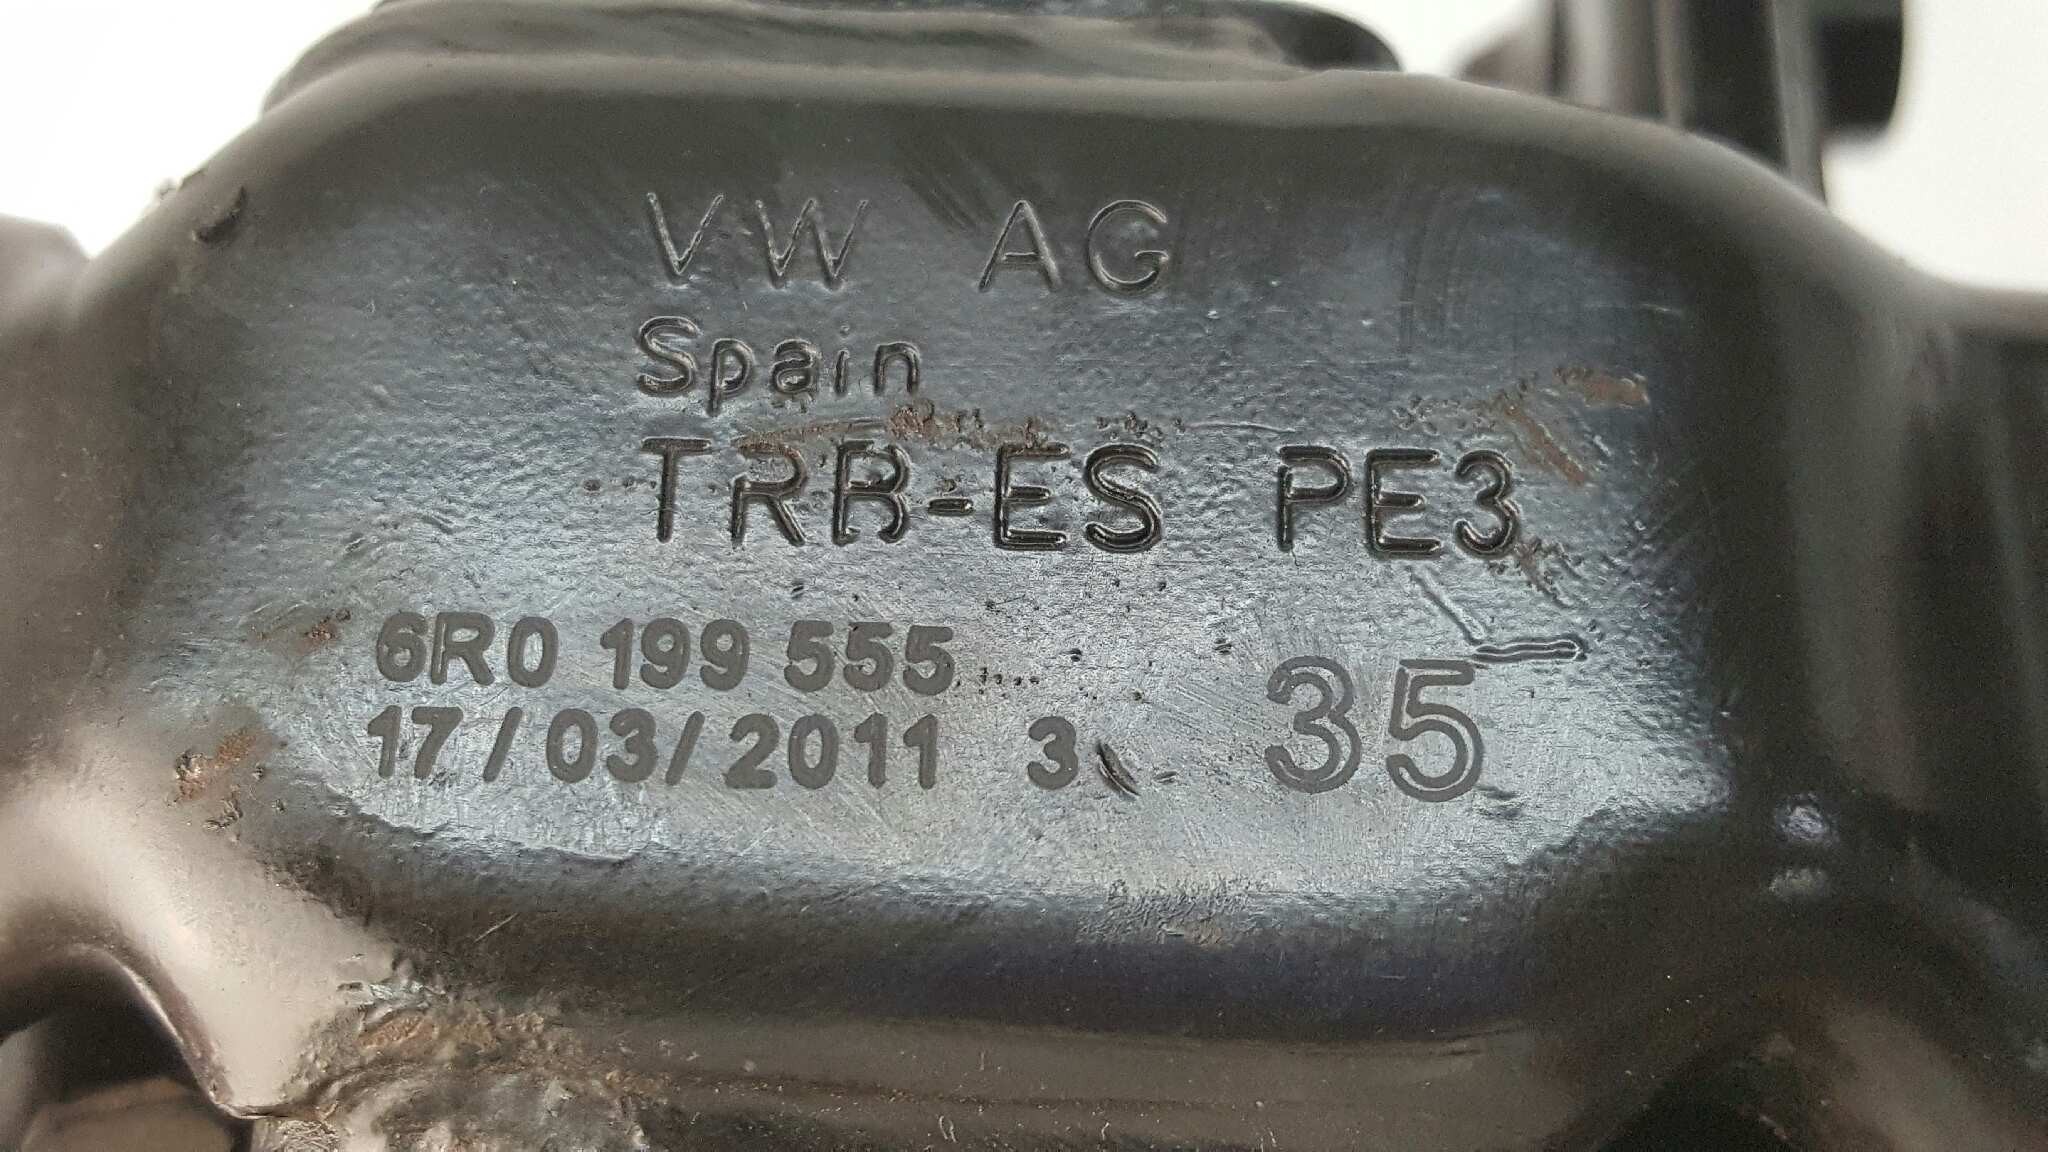 VW AG
Spain
TRB-ES PE3
6R0 199 555
17/03/2011 3 35